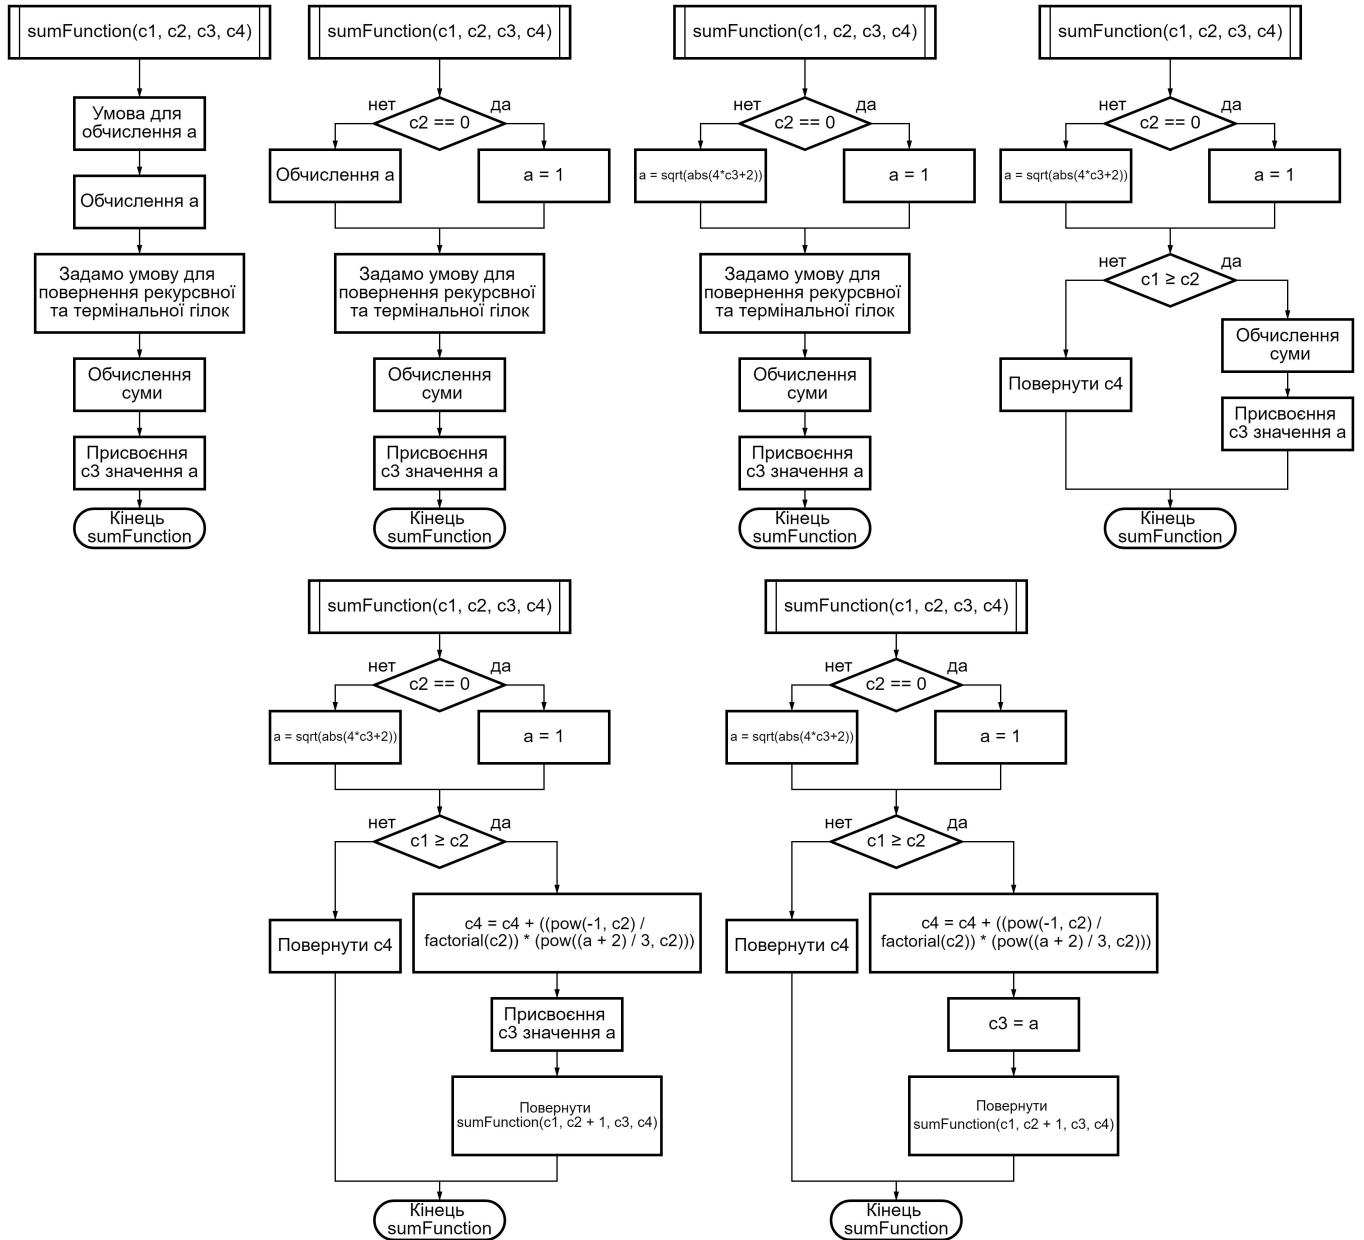 sumFunction(c1, c2, c3, c4)
Умова для
обчислення a
Обчислення a
Задамо умову для
повернення рекурсвної
та термінальної гілок
Обчислення
суми
Присвоєння
c3 значення a
Кінець
sumFunction
sumFunction(c1, c2, c3, c4)
нет
да
c2 == 0
Обчислення a
a = 1
Задамо умову для
повернення рекурсвної
та термінальної гілок
Обчислення
суми
Присвоєння
c3 значення a
Кінець
sumFunction
sumFunction(c1, c2, c3, c4)
нет
да
c2 == 0
a = sqrt(abs(4*c3+2))
a = 1
Задамо умову для
повернення рекурсвної
та термінальної гілок
Обчислення
суми
Присвоєння
c3 значення a
Кінець
sumFunction
sumFunction(c1, c2, c3, c4)
нет
да
c2 == 0
a = sqrt(abs(4*c3+2))
a = 1
нет
да
c1 ≥ c2
Повернути c4
Обчислення
суми
Присвоєння
c3 значення a
Кінець
sumFunction
sumFunction(c1, c2, c3, c4)
нет
да
c2 == 0
a = sqrt(abs(4*c3+2))
a = 1
нет
да
c1 ≥ c2
Повернути c4
c4 = c4 + ((pow(-1, c2) /
factorial(c2)) * (pow((a + 2) / 3, c2)))
Присвоєння
c3 значення a
Повернути
sumFunction(c1, c2 + 1, c3, c4)
Кінець
sumFunction
sumFunction(c1, c2, c3, c4)
нет
да
c2 == 0
a = sqrt(abs(4*c3+2))
a = 1
нет
да
c1 ≥ c2
Повернути c4
c4 = c4 + ((pow(-1, c2) /
factorial(c2)) * (pow((a + 2) / 3, c2)))
c3 = a
Повернути
sumFunction(c1, c2 + 1, c3, c4)
Кінець
sumFunction